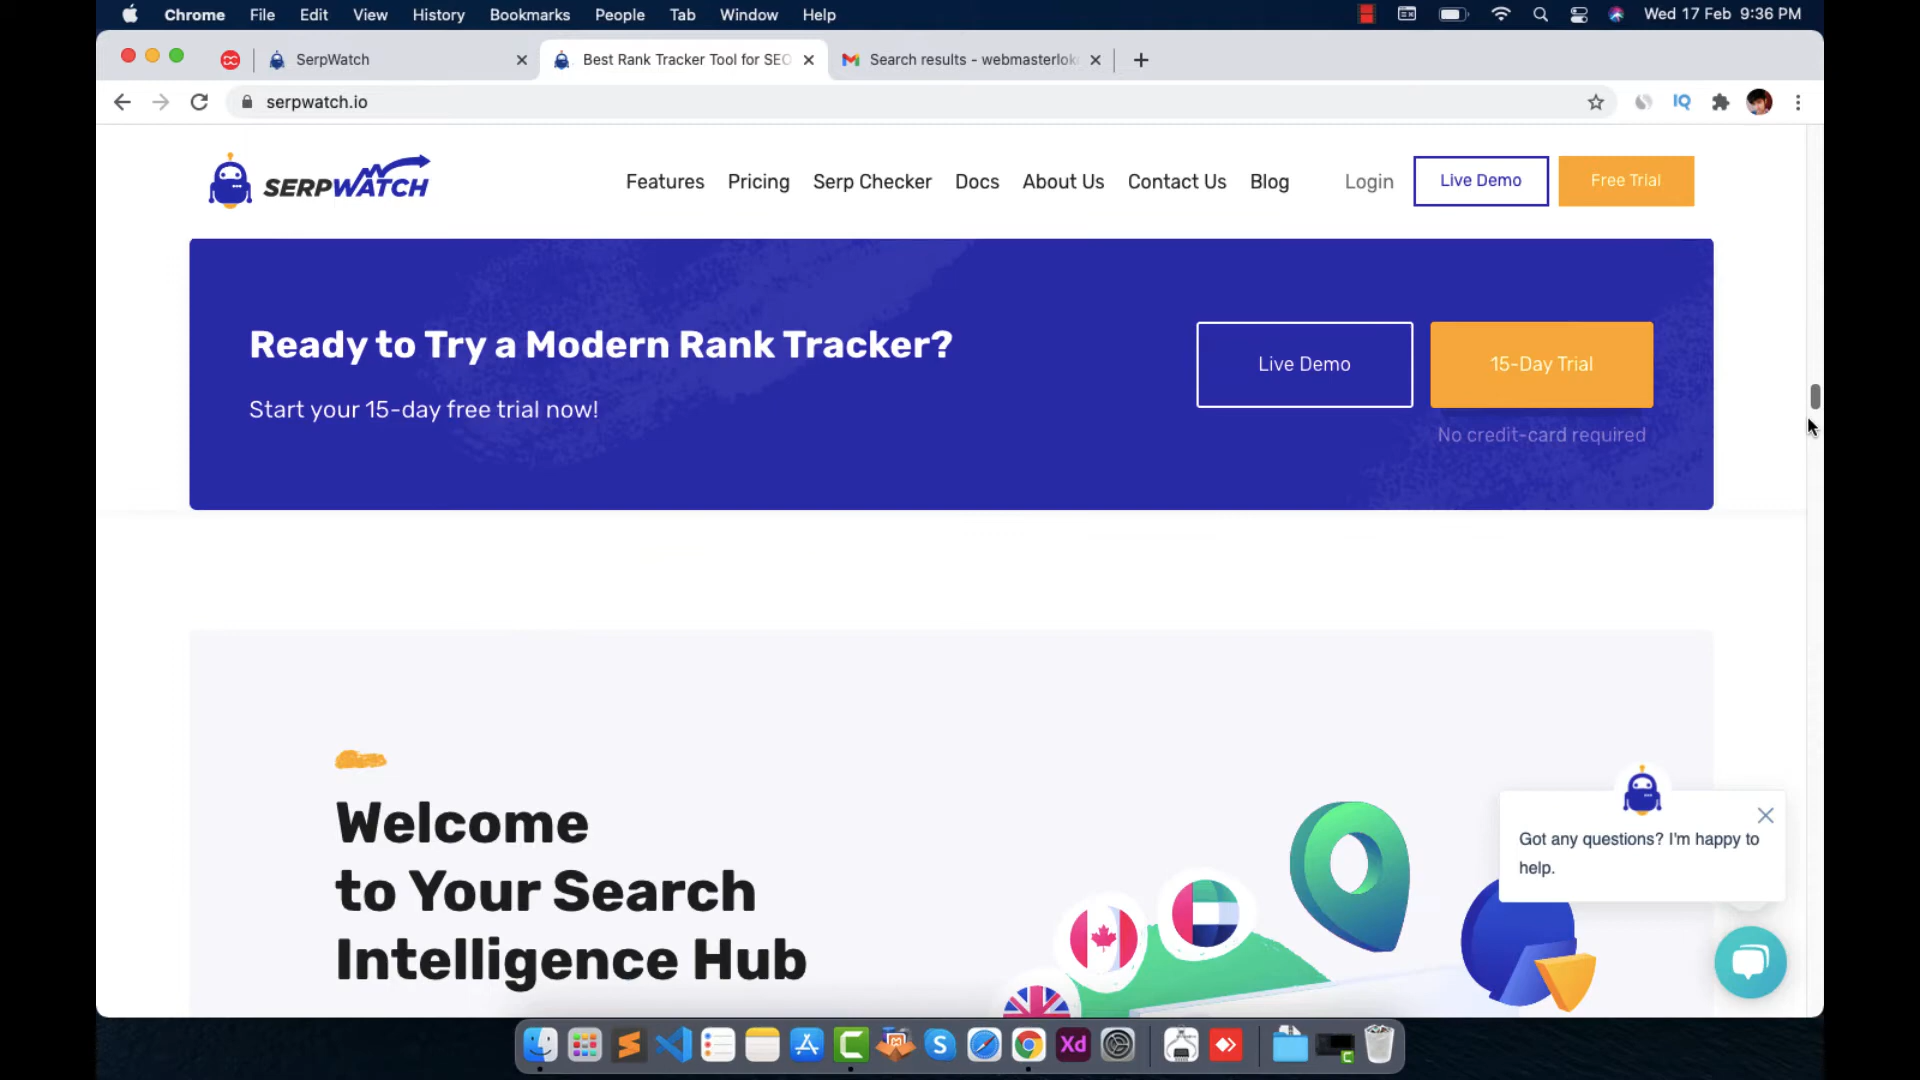 Chrome File Edit View History Bookmarks People Tab Window Help Wed 17 Feb 9:36 PM
SerpWatch Best Rank Tracker Tool for SEO Search results - webmasterlok
serpwatch.io IQ
SERPWATCH Features Pricing Serp Checker Docs About Us Contact Us Blog Login Live Demo Free Trial
Ready to Try a Modern Rank Tracker?
Start your 15-day free trial now!
Live Demo 15-Day Trial
No credit-card required
Welcome
to Your Search
Intelligence Hub
Got any questions? I'm happy to
help.
S Xd